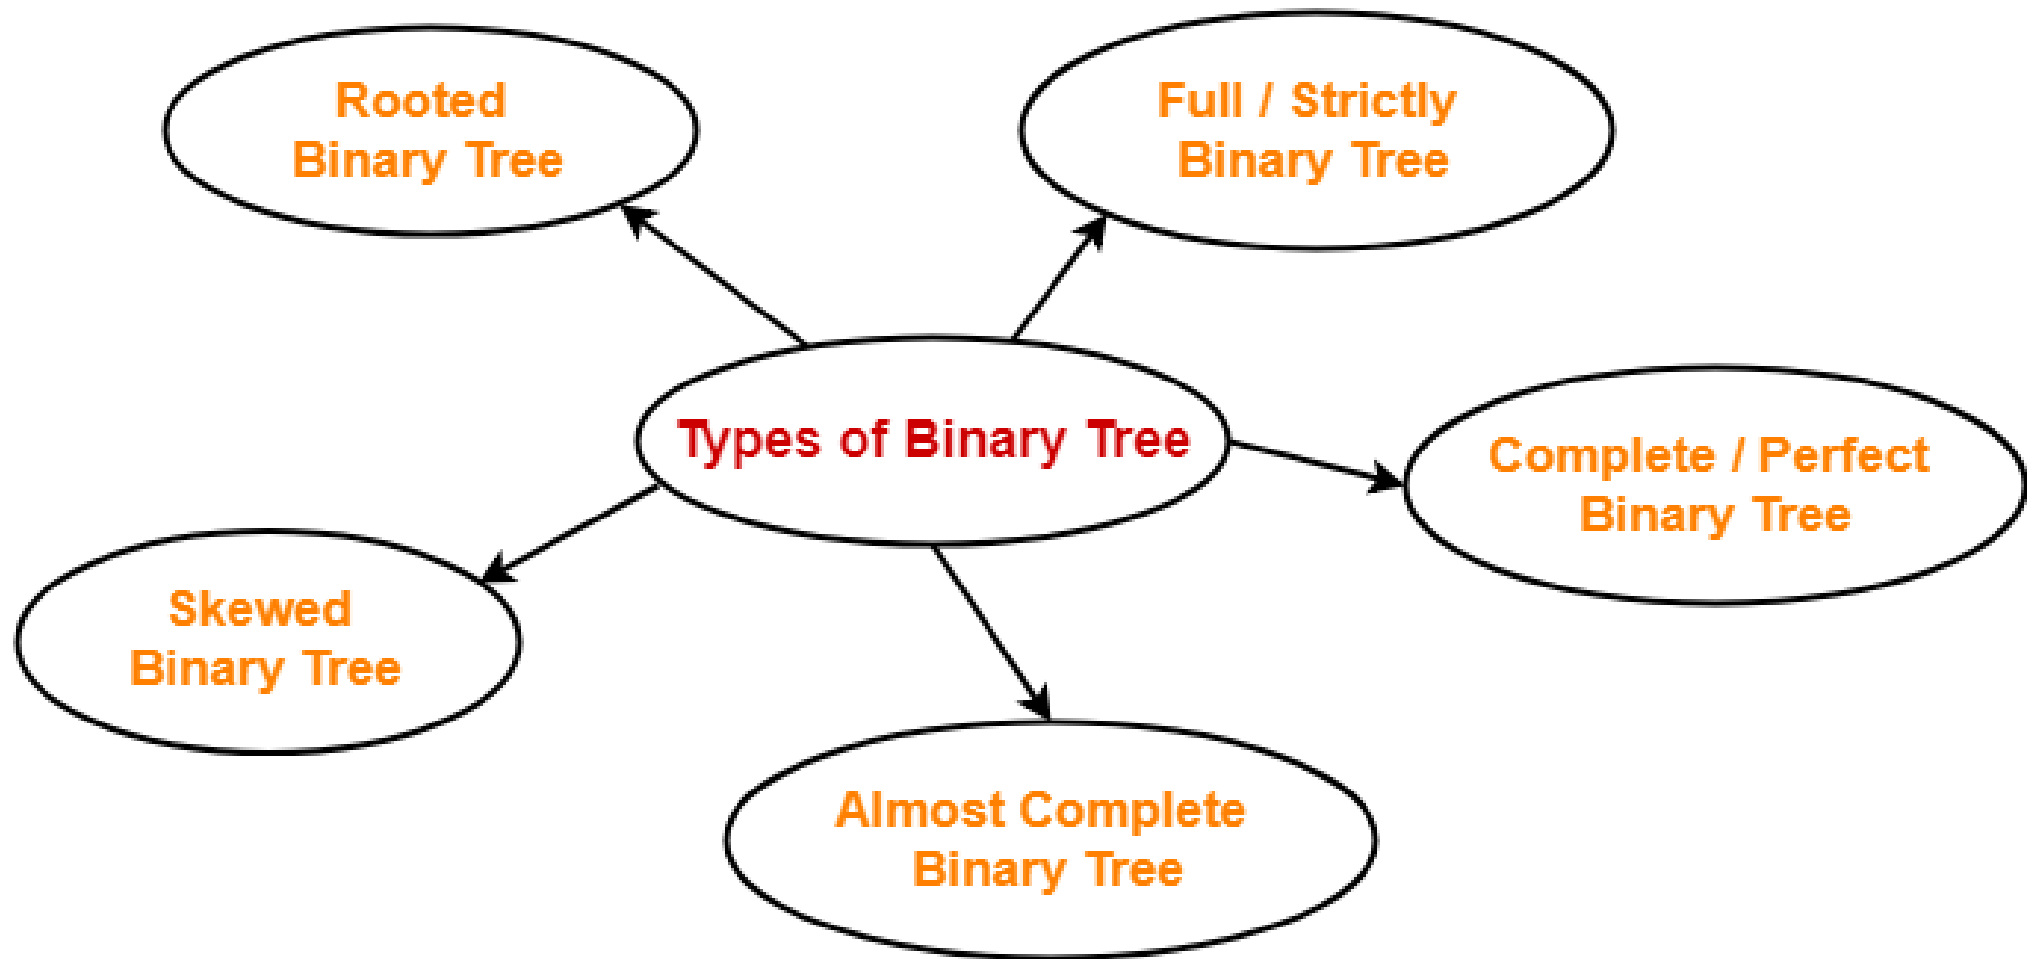 Rooted
Binary Tree
Full / Strictly
Binary Tree
Types of Binary Tree
Complete / Perfect
Binary Tree
Skewed
Binary Tree
Almost Complete
Binary Tree